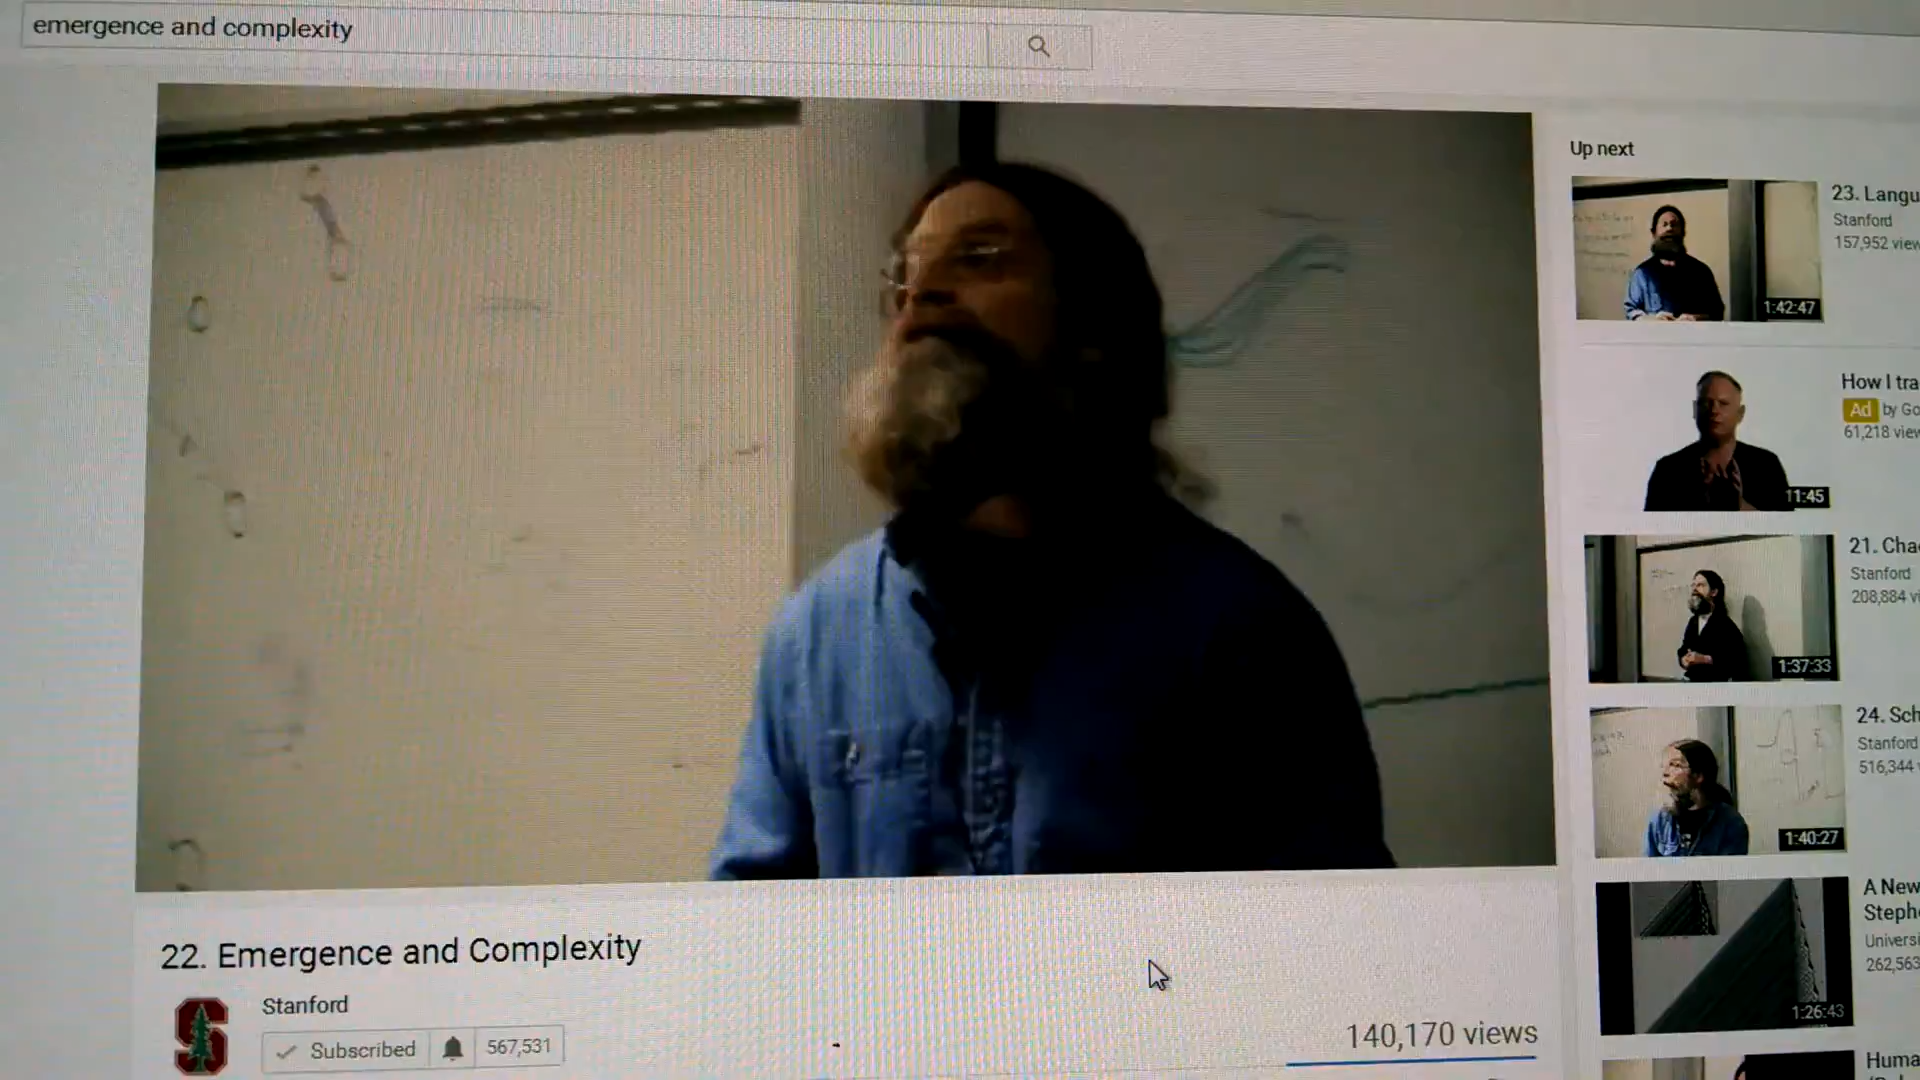 emergence and complexity
Up next
23. Langu
Stanford
157,952 view
1:42:47
How I tra
Ad by Go
61,218 view
11:45
21. Cha
Stanford
208,884 vi
1:37:33
24. Sch
Stanford
516,344
1:40:27
A New
Steph
Universi
262,563
1:26:43
Huma
22. Emergence and Complexity
Stanford
Subscribed 567,531
140,170 views